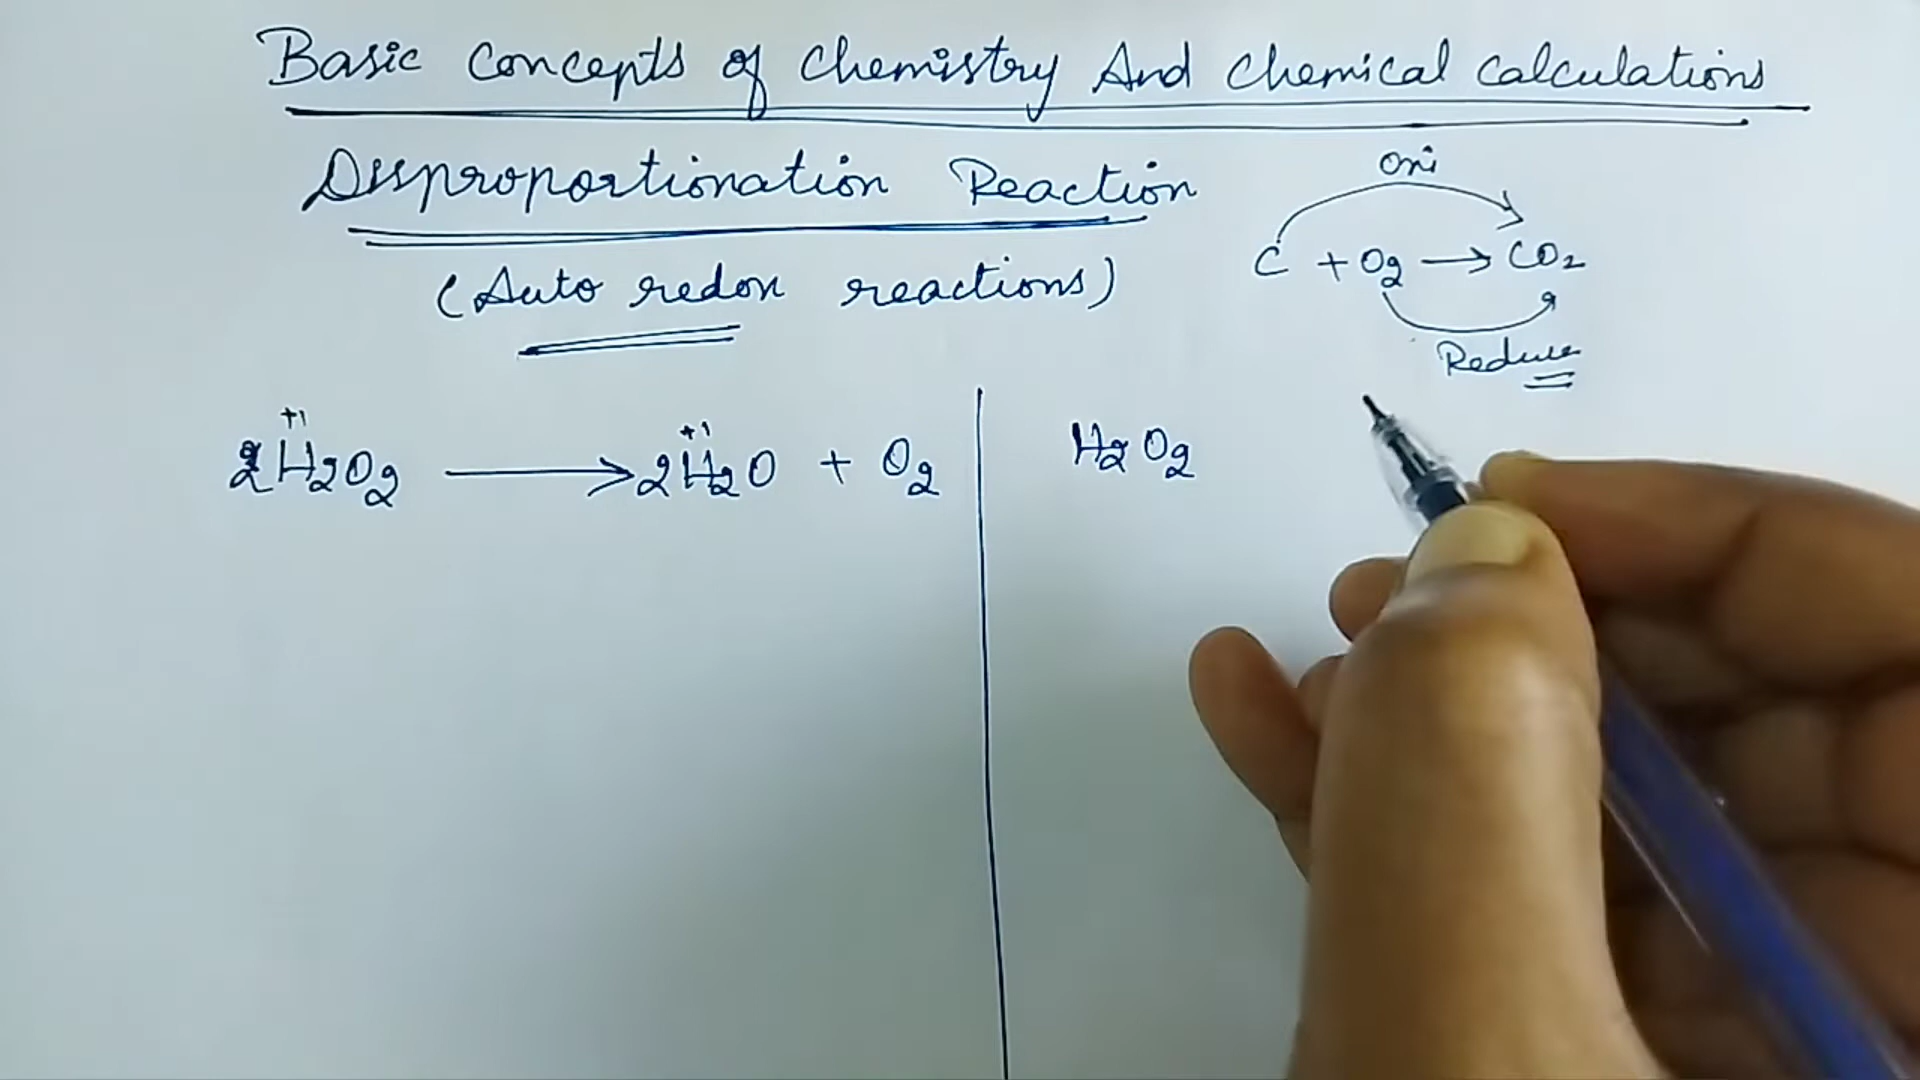 Basic Concepts of Chemistry And Chemical Calculations
Disproportionation Reaction
(Auto redox reactions)
Oxi
C + O2 → CO2
Reduce
+1 +1
2H2O2 → 2H2O + O2
H2O2